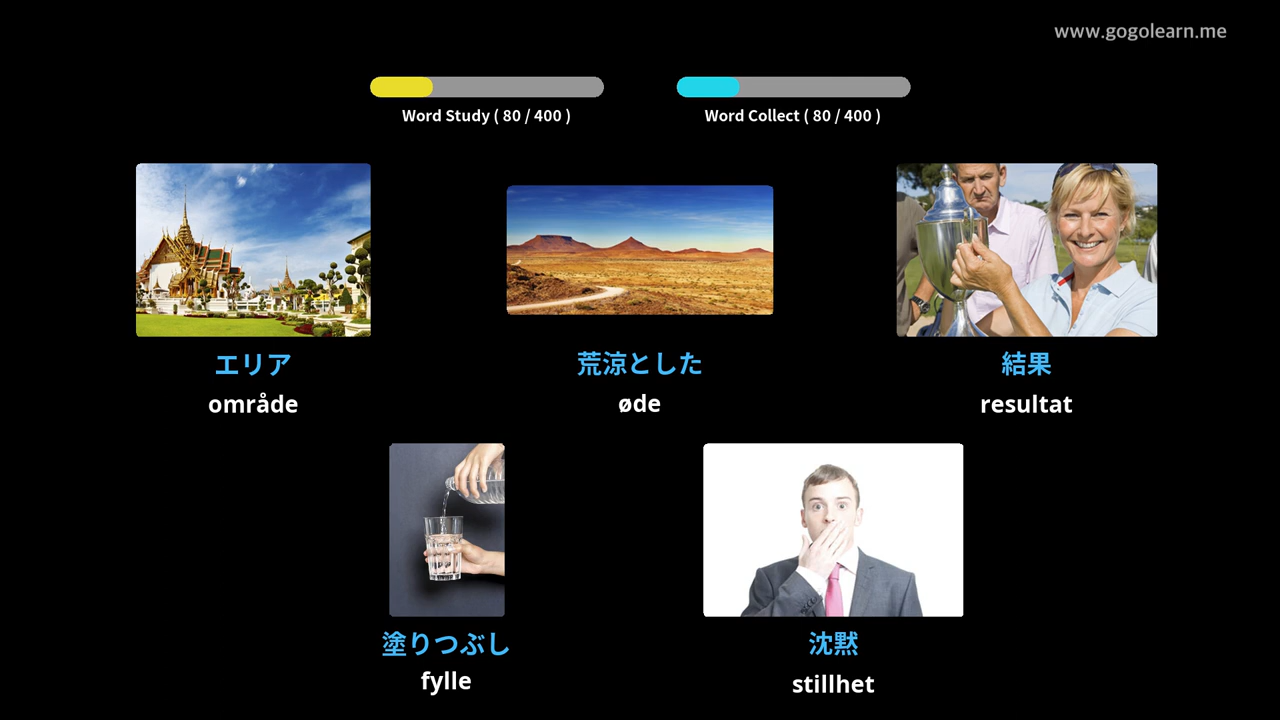 www.gogolearn.me
Word Study ( 80 / 400 )
Word Collect ( 80 / 400 )
エリア
område
荒涼とした
øde
結果
resultat
塗りつぶし
fylle
沈黙
stillhet